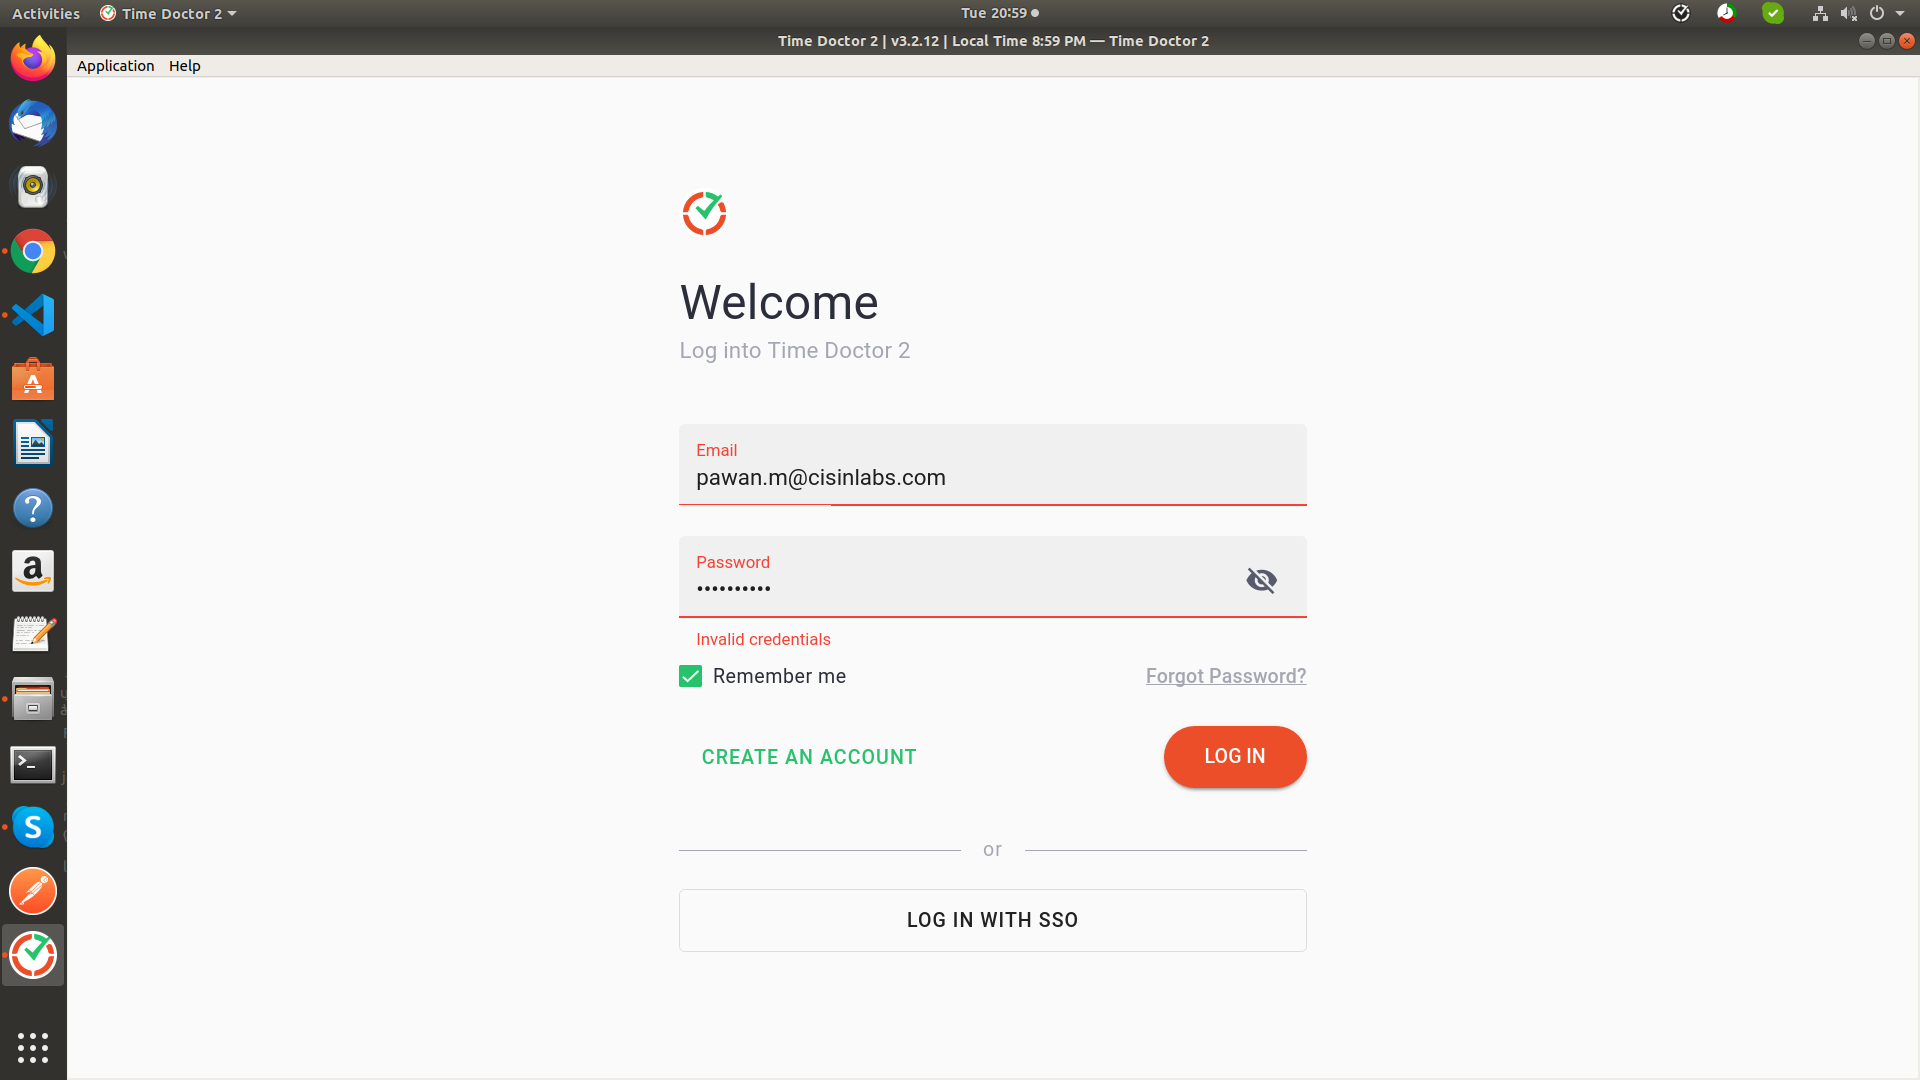 Activities Time Doctor 2 Tue 20:59
Time Doctor 2 | v3.2.12 | Local Time 8:59 PM — Time Doctor 2
Application Help
Welcome
Log into Time Doctor 2
Email
pawan.m@cisinlabs.com
Password
••••••••••
Invalid credentials
Remember me Forgot Password?
CREATE AN ACCOUNT LOG IN
or
LOG IN WITH SSO